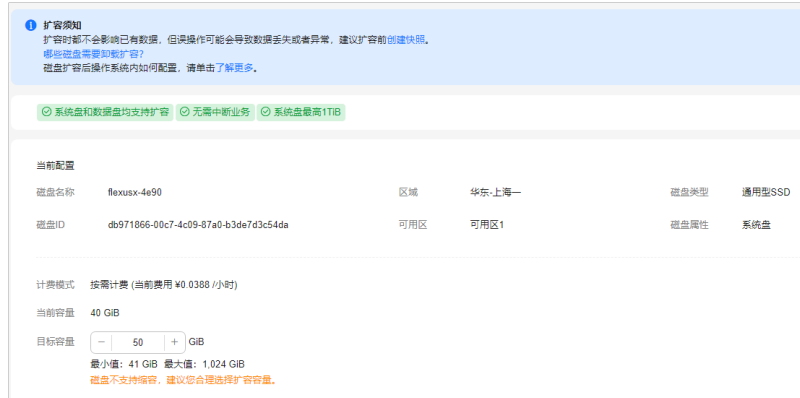 扩容须知
扩容时都不会影响已有数据，但误操作可能会导致数据丢失或者异常，建议扩容前创建快照。
哪些磁盘需要卸载扩容？
磁盘扩容后操作系统内如何配置，请单击了解更多。
系统盘和数据盘均支持扩容 无需中断业务 系统盘最高1TiB
当前配置
磁盘名称 flexusx-4e90 区域 华东-上海一 磁盘类型 通用型SSD
磁盘ID db971866-00c7-4c09-87a0-b3de7d3c54da 可用区 可用区1 磁盘属性 系统盘
计费模式 按需计费 (当前费用 ¥0.0388 /小时)
当前容量 40 GiB
目标容量 − 50 + GiB
最小值：41 GiB 最大值：1,024 GiB
磁盘不支持缩容，建议您合理选择扩容容量。